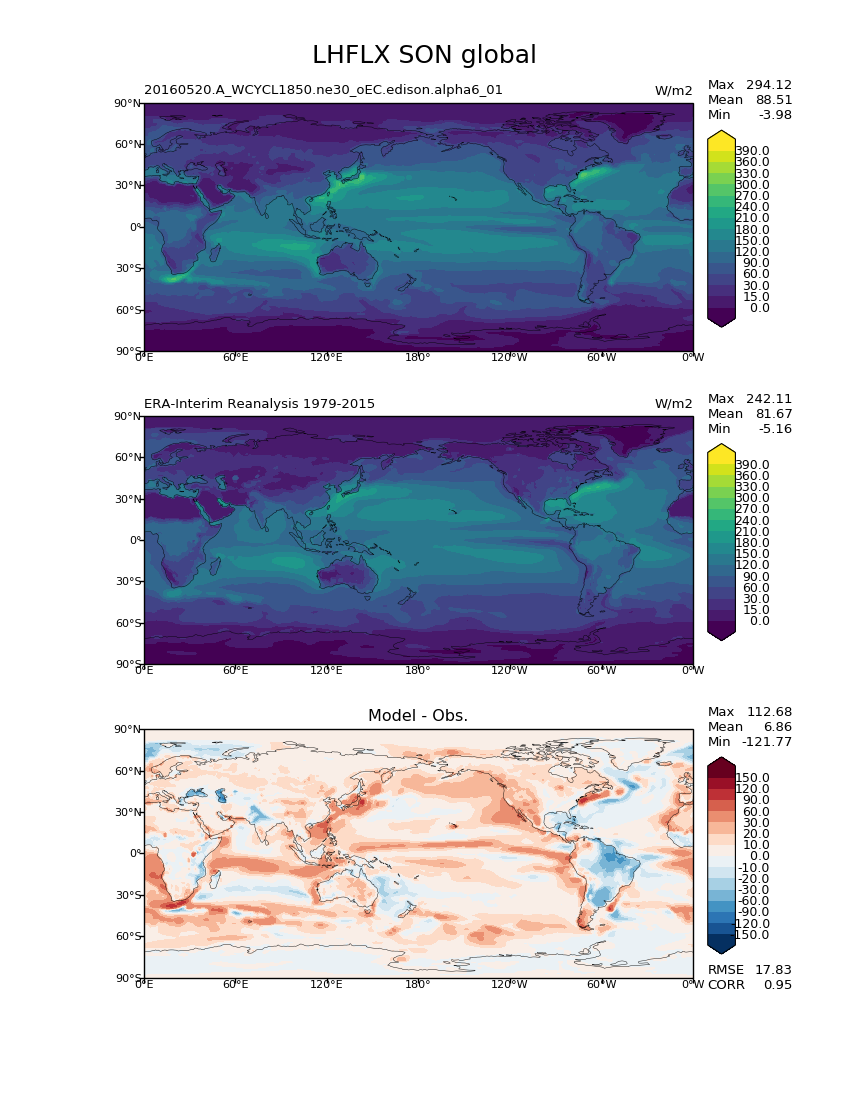 LHFLX SON global
20160520.A_WCYCL1850.ne30_oEC.edison.alpha6_01 W/m2
Max 294.12
Mean 88.51
Min -3.98
90°N
60°N
30°N
0°
30°S
60°S
90°S
0°E 60°E 120°E 180° 120°W 60°W 0°W
390.0
360.0
330.0
300.0
270.0
240.0
210.0
180.0
150.0
120.0
90.0
60.0
30.0
15.0
0.0
ERA-Interim Reanalysis 1979-2015 W/m2
Max 242.11
Mean 81.67
Min -5.16
90°N
60°N
30°N
0°
30°S
60°S
90°S
0°E 60°E 120°E 180° 120°W 60°W 0°W
390.0
360.0
330.0
300.0
270.0
240.0
210.0
180.0
150.0
120.0
90.0
60.0
30.0
15.0
0.0
Model - Obs.
Max 112.68
Mean 6.86
Min -121.77
90°N
60°N
30°N
0°
30°S
60°S
90°S
0°E 60°E 120°E 180° 120°W 60°W 0°W
150.0
120.0
90.0
60.0
30.0
20.0
10.0
0.0
-10.0
-20.0
-30.0
-60.0
-90.0
-120.0
-150.0
RMSE 17.83
CORR 0.95